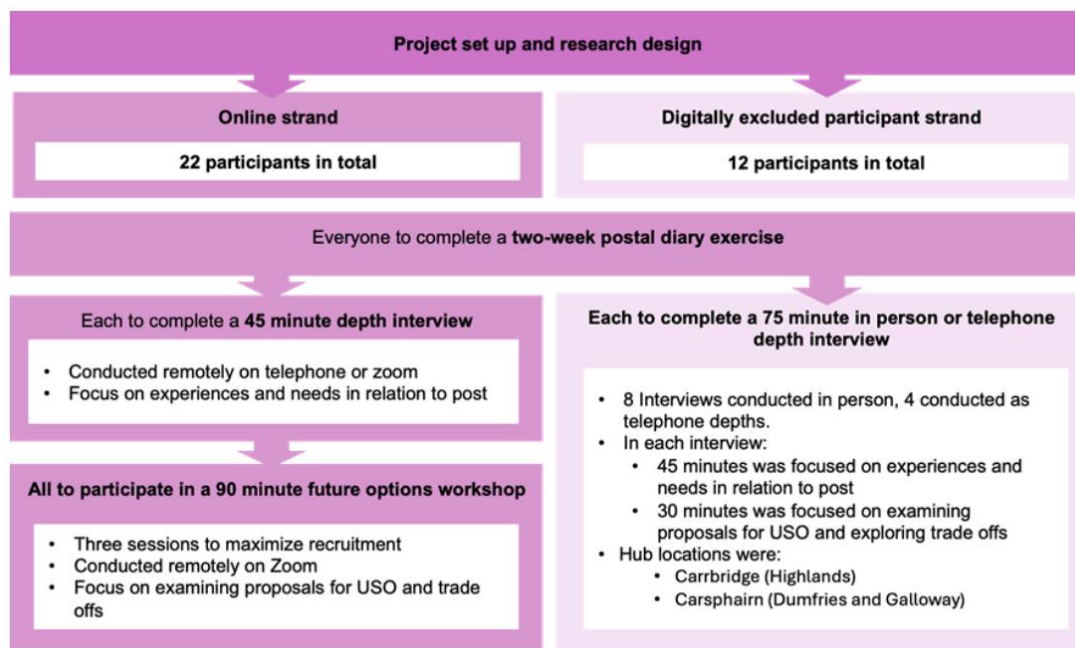 Project set up and research design
Online strand
22 participants in total
Digitally excluded participant strand
12 participants in total
Everyone to complete a two-week postal diary exercise
Each to complete a 45 minute depth interview
• Conducted remotely on telephone or zoom
• Focus on experiences and needs in relation to post
All to participate in a 90 minute future options workshop
• Three sessions to maximize recruitment
• Conducted remotely on Zoom
• Focus on examining proposals for USO and trade
offs
Each to complete a 75 minute in person or telephone
depth interview
• 8 Interviews conducted in person, 4 conducted as
telephone depths.
• In each interview:
• 45 minutes was focused on experiences and
needs in relation to post
• 30 minutes was focused on examining
proposals for USO and exploring trade offs
• Hub locations were:
• Carrbridge (Highlands)
• Carsphairn (Dumfries and Galloway)